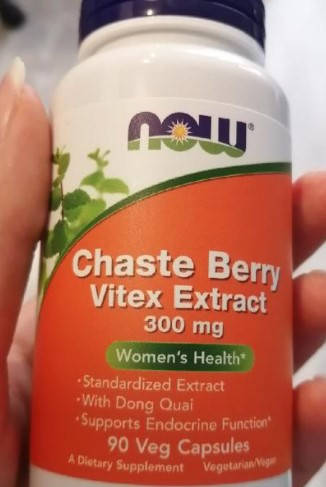 NOW®
Chaste Berry
Vitex Extract
300 mg
Women's Health*
•Standardized Extract
•With Dong Quai
•Supports Endocrine Function*
90 Veg Capsules
A Dietary Supplement Vegetarian/Vegan